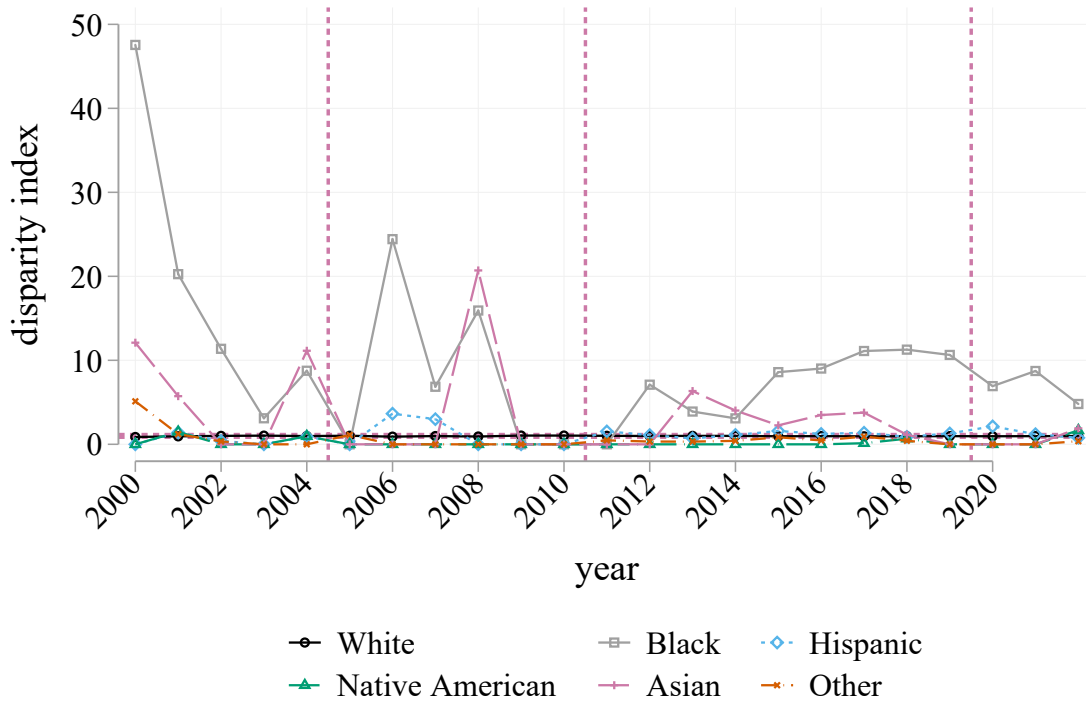 50
40
30
20
10
0
disparity index
2000 2002 2004 2006 2008 2010 2012 2014 2016 2018 2020
year
White Black Hispanic
Native American Asian Other